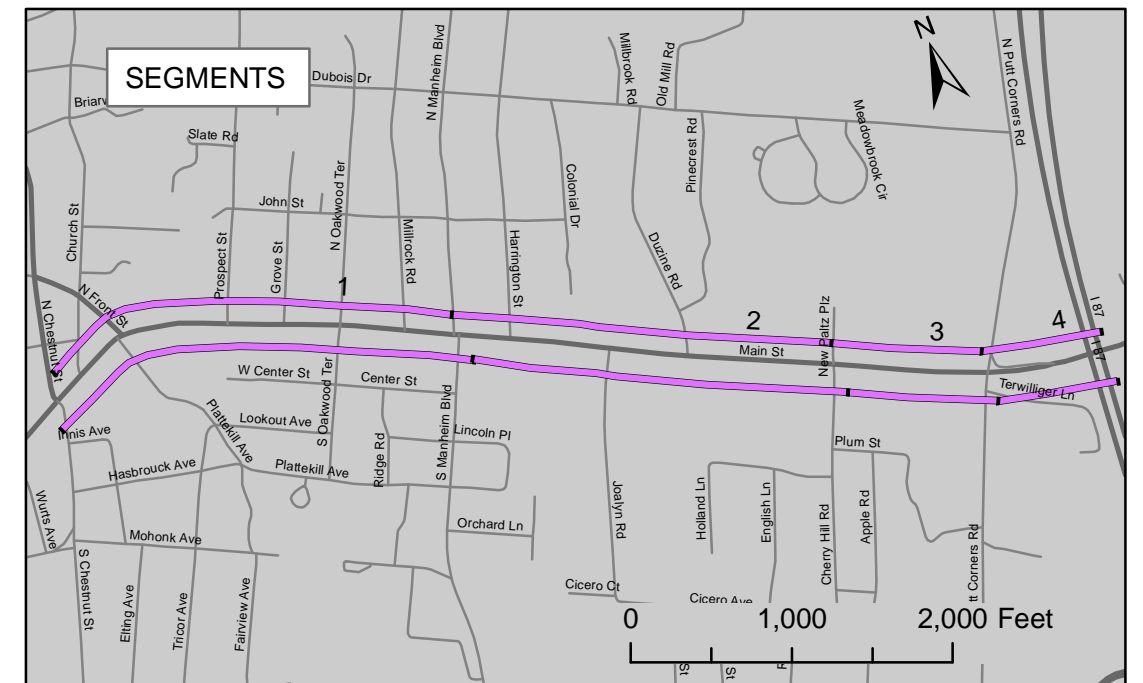 SEGMENTS
N
Dubois Dr
Slate Rd
John St
Church St
N Front St
N Chestnut St
Prospect St
Grove St
N Oakwood Ter
Millrock Rd
N Manheim Blvd
Harrington St
Colonial Dr
Millbrook Rd
Old Mill Rd
Pinecrest Rd
Duzine Rd
Meadowbrook Cir
N Putt Corners Rd
1
2
3
4
I 87
I 87
New Paltz Plz
Main St
Terwilliger Ln
W Center St
Center St
Innis Ave
Plattekill Ave
Lookout Ave
S Oakwood Ter
Lincoln Pl
Plum St
Hasbrouck Ave
Plattekill Ave
Ridge Rd
S Manheim Blvd
Wurts Ave
Orchard Ln
Mohonk Ave
Joalyn Rd
Holland Ln
English Ln
Cherry Hill Rd
Apple Rd
S Chestnut St
Elting Ave
Tricor Ave
Fairview Ave
Cicero Ct
Cicero Ave
tt Corners Rd
0 1,000 2,000 Feet
St
St